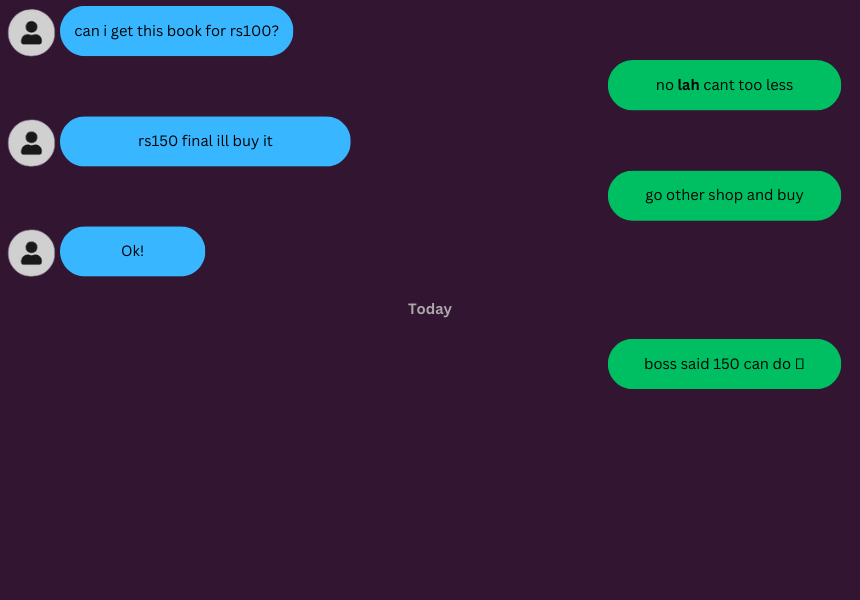 can i get this book for rs100?
no lah cant too less
rs150 final ill buy it
go other shop and buy
Ok!
Today
boss said 150 can do ▯